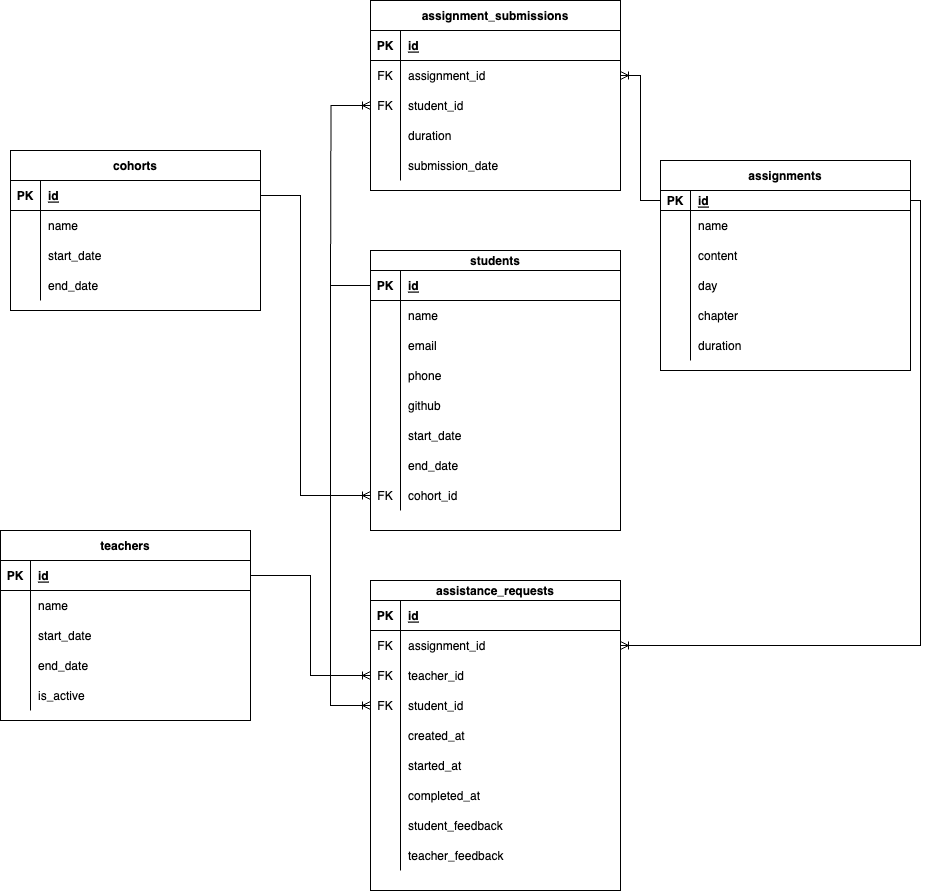 assignment_submissions
PK id
FK assignment_id
FK student_id
duration
submission_date
cohorts
PK id
name
start_date
end_date
assignments
PK id
name
content
day
chapter
duration
students
PK id
name
email
phone
github
start_date
end_date
FK cohort_id
teachers
PK id
name
start_date
end_date
is_active
assistance_requests
PK id
FK assignment_id
FK teacher_id
FK student_id
created_at
started_at
completed_at
student_feedback
teacher_feedback